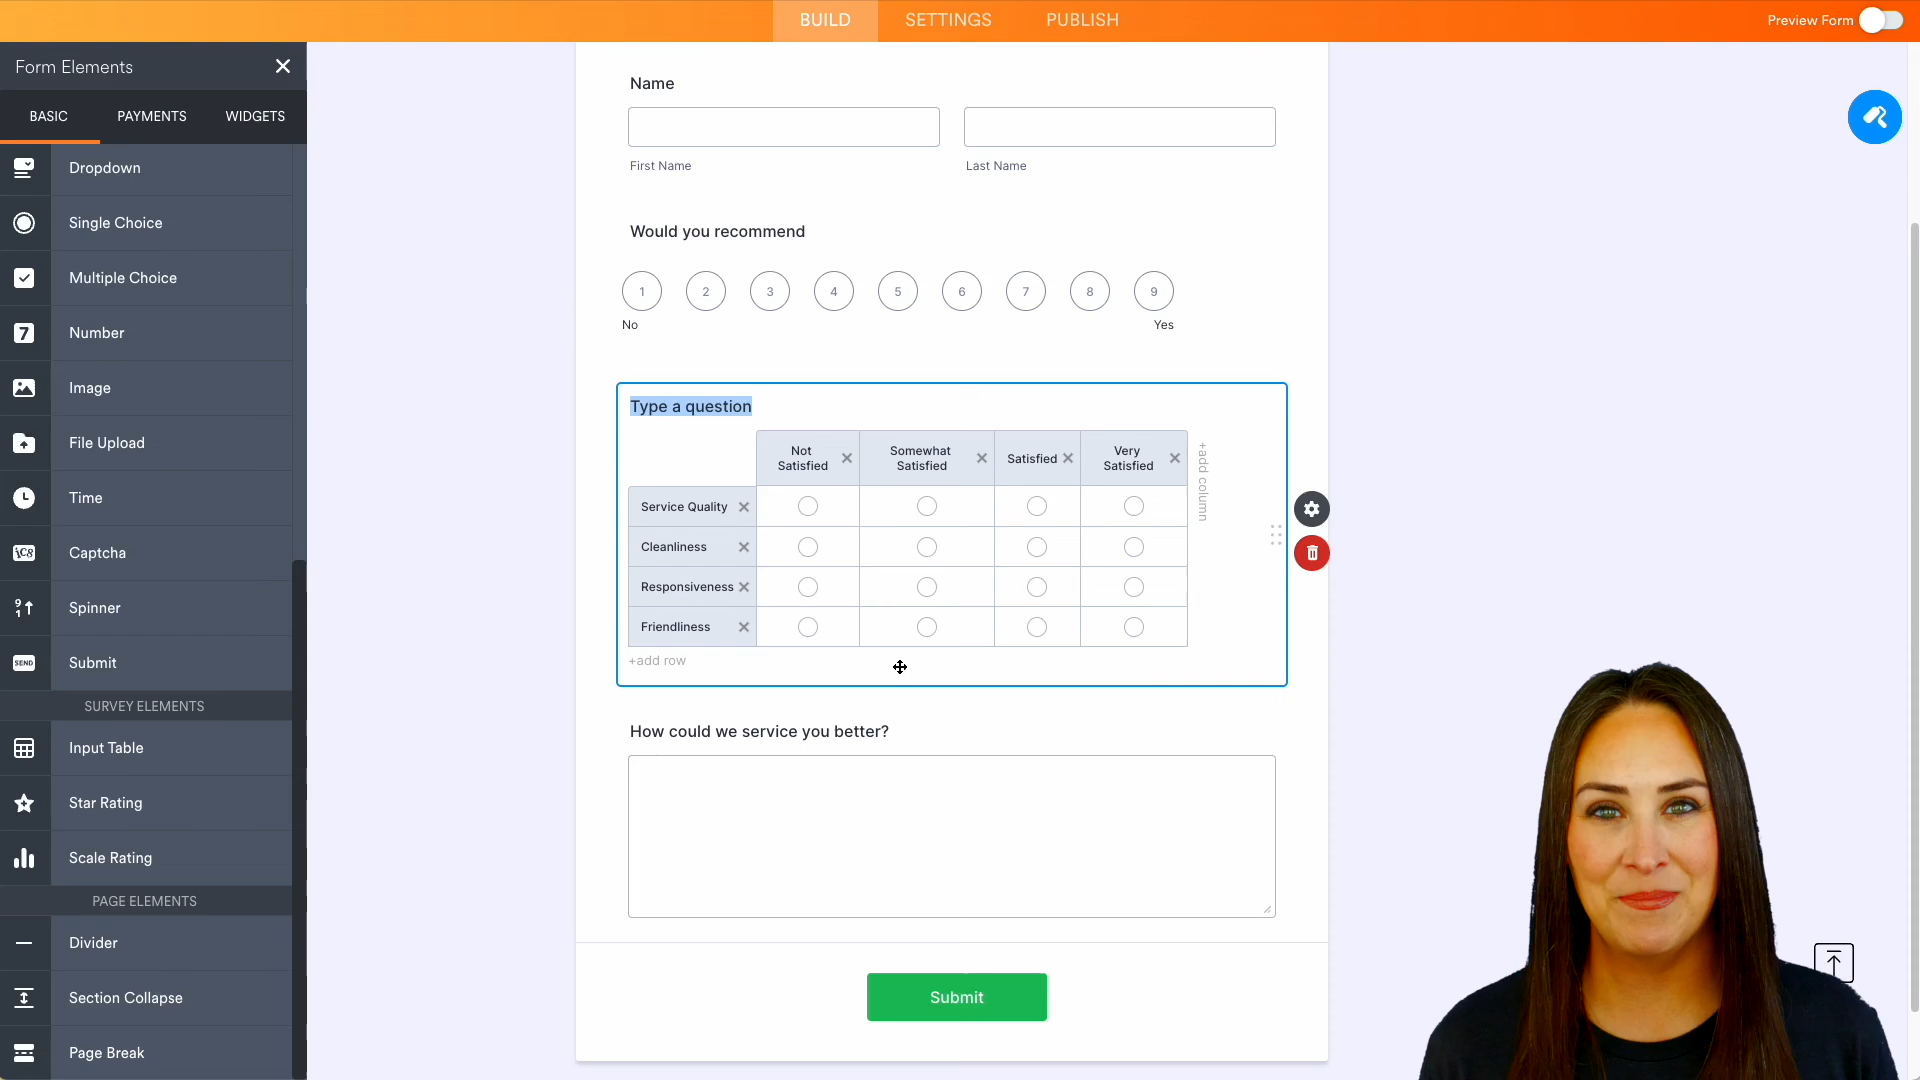 BUILD SETTINGS PUBLISH
Preview Form
Form Elements
BASIC PAYMENTS WIDGETS
Dropdown
Single Choice
Multiple Choice
7 Number
Image
File Upload
Time
Captcha
9 1 Spinner
SEND Submit
SURVEY ELEMENTS
Input Table
Star Rating
Scale Rating
PAGE ELEMENTS
Divider
Section Collapse
Page Break
Name
First Name Last Name
Would you recommend
1 2 3 4 5 6 7 8 9
No Yes
Type a question
Not Satisfied
Somewhat Satisfied
Satisfied
Very Satisfied
+add column
Service Quality
Cleanliness
Responsiveness
Friendliness
+add row
How could we service you better?
Submit